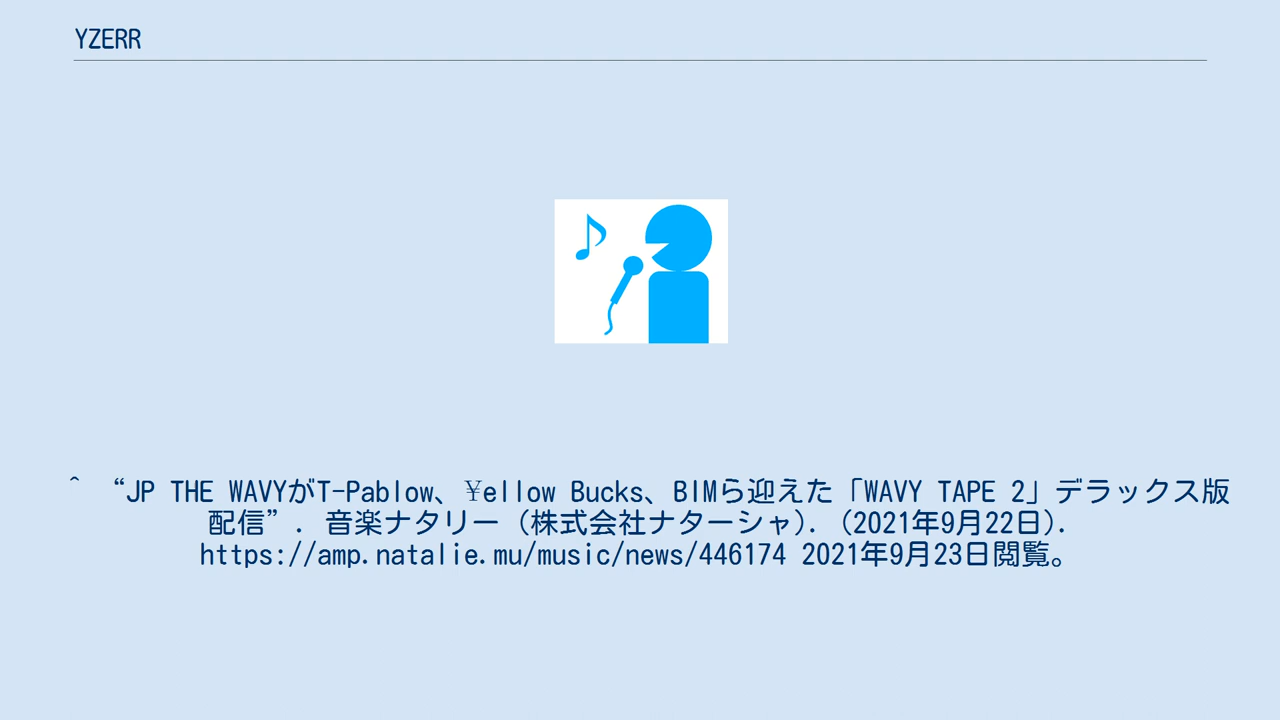 YZERR
^ “JP THE WAVYがT-Pablow、¥ellow Bucks、BIMら迎えた「WAVY TAPE 2」デラックス版
配信”. 音楽ナタリー (株式会社ナターシャ). (2021年9月22日).
https://amp.natalie.mu/music/news/446174 2021年9月23日閲覧。